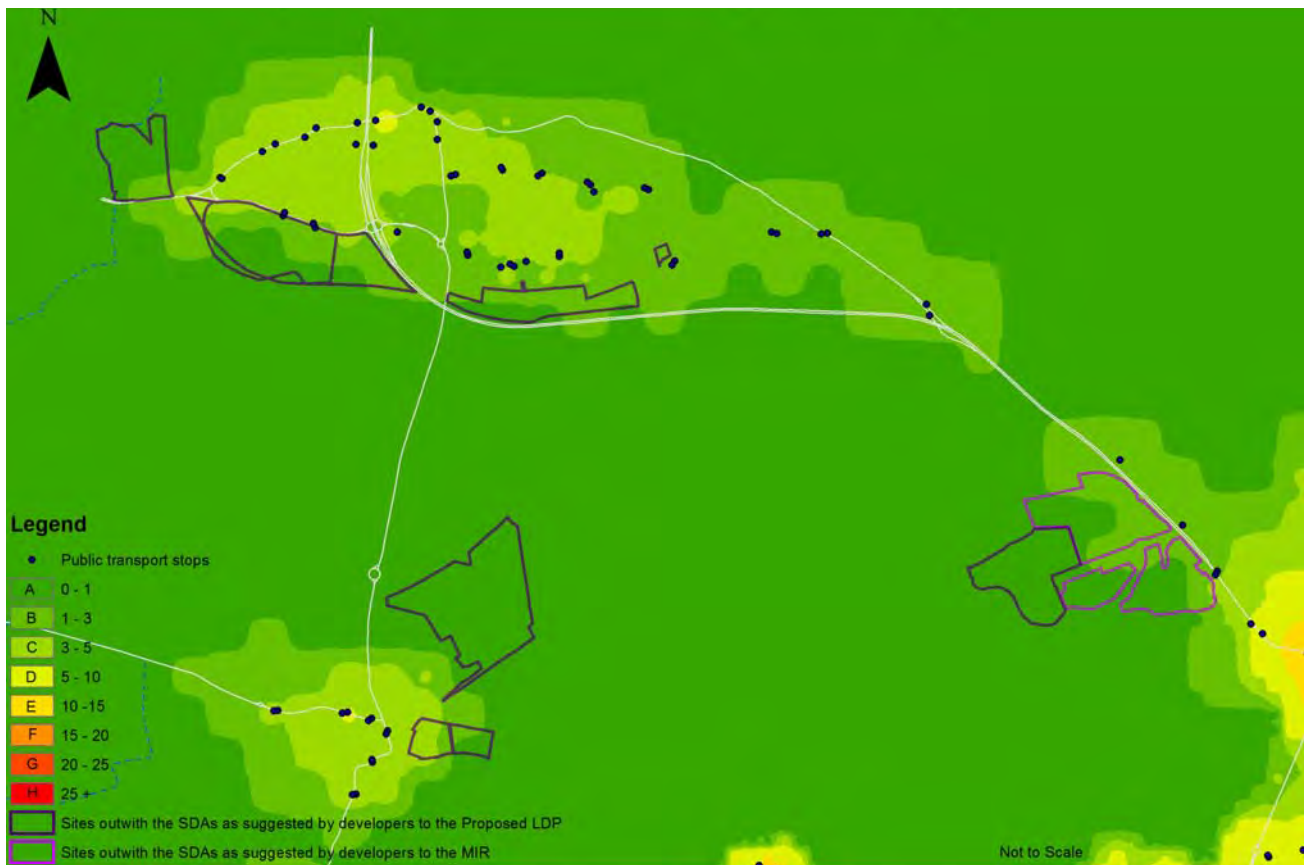 N
Legend
Public transport stops
A 0 - 1
B 1 - 3
C 3 - 5
D 5 - 10
E 10 -15
F 15 - 20
G 20 - 25
H 25 +
Sites outwith the SDAs as suggested by developers to the Proposed LDP
Sites outwith the SDAs as suggested by developers to the MIR
Not to Scale